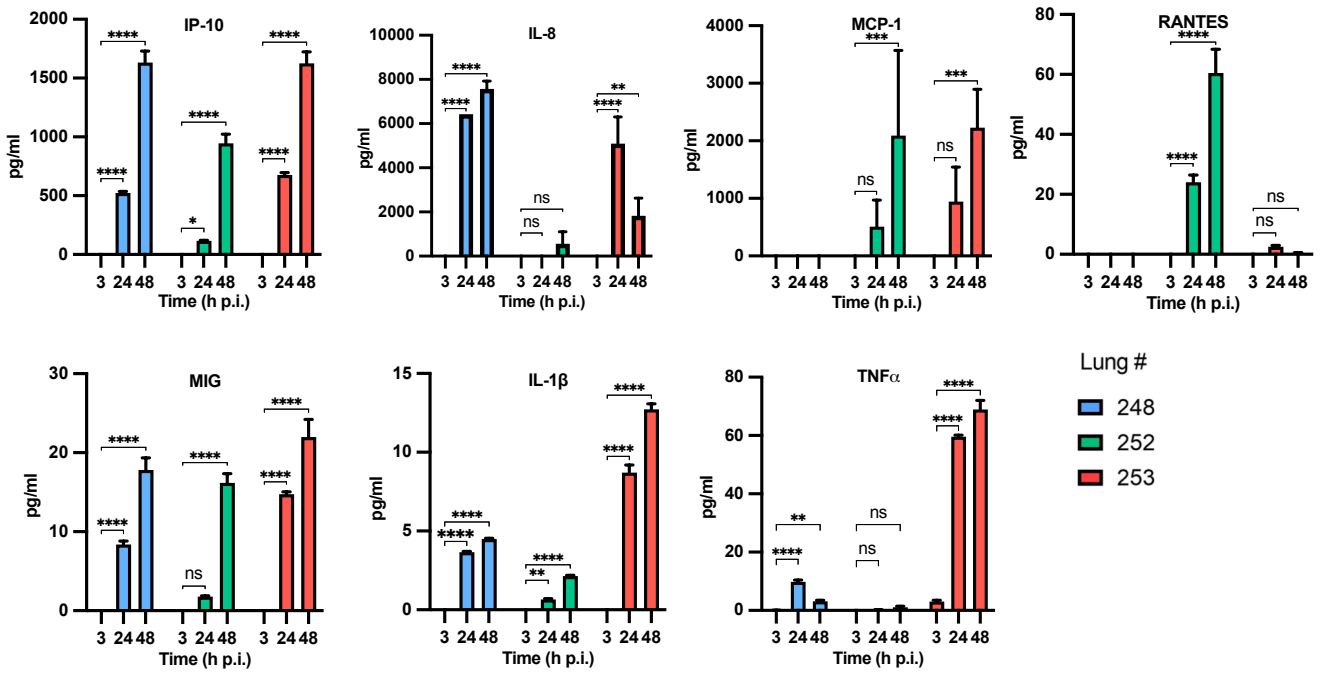 IP-10
pg/ml
2000
1500
1000
500
0
**** **** ****
**** * ****
3 24 48 3 24 48 3 24 48
Time (h p.i.)
IL-8
pg/ml
10000
8000
6000
4000
2000
0
**** ns **
**** ns ****
3 24 48 3 24 48 3 24 48
Time (h p.i.)
MCP-1
pg/ml
4000
3000
2000
1000
0
*** ***
ns ns
3 24 48 3 24 48 3 24 48
Time (h p.i.)
RANTES
pg/ml
80
60
40
20
0
**** ns
**** ns
3 24 48 3 24 48 3 24 48
Time (h p.i.)
MIG
pg/ml
30
20
10
0
**** **** ****
**** ns ****
3 24 48 3 24 48 3 24 48
Time (h p.i.)
IL-1β
pg/ml
15
10
5
0
**** **** ****
**** ** ****
3 24 48 3 24 48 3 24 48
Time (h p.i.)
TNFα
pg/ml
80
60
40
20
0
** ns ****
**** ns ****
3 24 48 3 24 48 3 24 48
Time (h p.i.)
Lung #
248
252
253